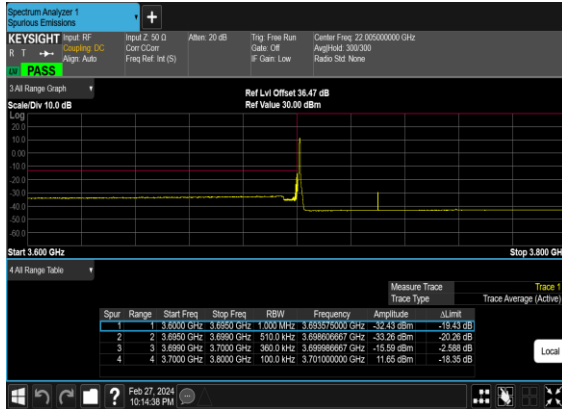 Spectrum Analyzer 1
Spurious Emissions
KEYSIGHT Input: RF Input Z: 50 Ω Atten: 20 dB Trig: Free Run Center Freq: 22.005000000 GHz
R T Coupling: DC Corr CCorr Gate: Off Avg|Hold: 300/300
Align: Auto Freq Ref: Int (S) IF Gain: Low Radio Std: None
PASS
3 All Range Graph
Ref Lvl Offset 36.47 dB
Scale/Div 10.0 dB Ref Value 30.00 dBm
Log
20.0
10.0
0.00
-10.0
-20.0
-30.0
-40.0
-50.0
-60.0
Start 3.600 GHz Stop 3.800 GH
4 All Range Table
Measure Trace Trace 1
Trace Type Trace Average (Active)
Spur Range Start Freq Stop Freq RBW Frequency Amplitude ΔLimit
1 1 3.6000 GHz 3.6950 GHz 1.000 MHz 3.693575000 GHz -32.43 dBm -19.43 dB
2 2 3.6950 GHz 3.6990 GHz 510.0 kHz 3.698606667 GHz -33.26 dBm -20.26 dB
3 3 3.6990 GHz 3.7000 GHz 360.0 kHz 3.699986667 GHz -15.59 dBm -2.588 dB
4 4 3.7000 GHz 3.8000 GHz 100.0 kHz 3.701000000 GHz 11.65 dBm -18.35 dB
Local
? Feb 27, 2024
10:14:38 PM